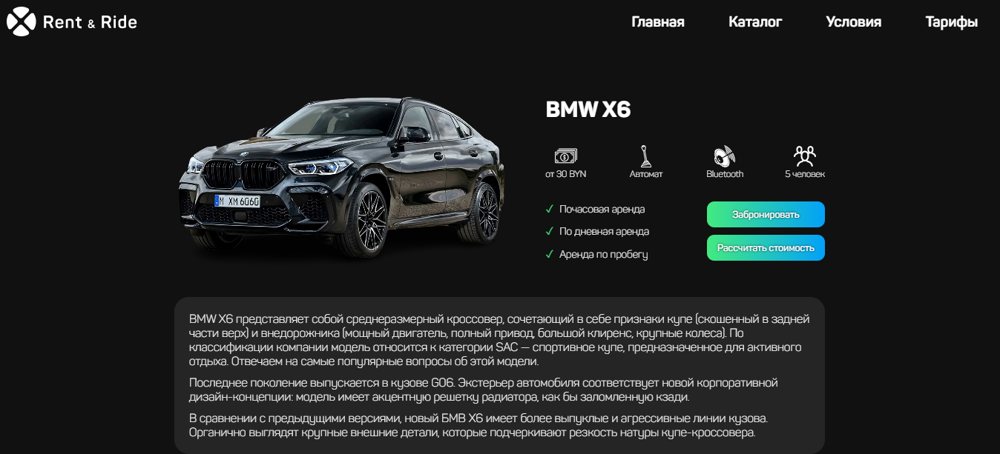 Rent & Ride
Главная
Каталог
Условия
Тарифы
BMW X6
от 30 BYN
Автомат
Bluetooth
5 человек
✓ Почасовая аренда
✓ По дневная аренда
✓ Аренда по пробегу
Забронировать
Рассчитать стоимость
M XM 6060
BMW X6 представляет собой среднеразмерный кроссовер, сочетающий в себе признаки купе (скошенный в задней
части верх) и внедорожника (мощный двигатель, полный привод, большой клиренс, крупные колеса). По
классификации компании модель относится к категории SAC — спортивное купе, предназначенное для активного
отдыха. Отвечаем на самые популярные вопросы об этой модели.
Последнее поколение выпускается в кузове G06. Экстерьер автомобиля соответствует новой корпоративной
дизайн-концепции: модель имеет акцентную решетку радиатора, как бы заломленную кзади.
В сравнении с предыдущими версиями, новый БМВ X6 имеет более выпуклые и агрессивные линии кузова.
Органично выглядят крупные внешние детали, которые подчеркивают резкость натуры купе-кроссовера.